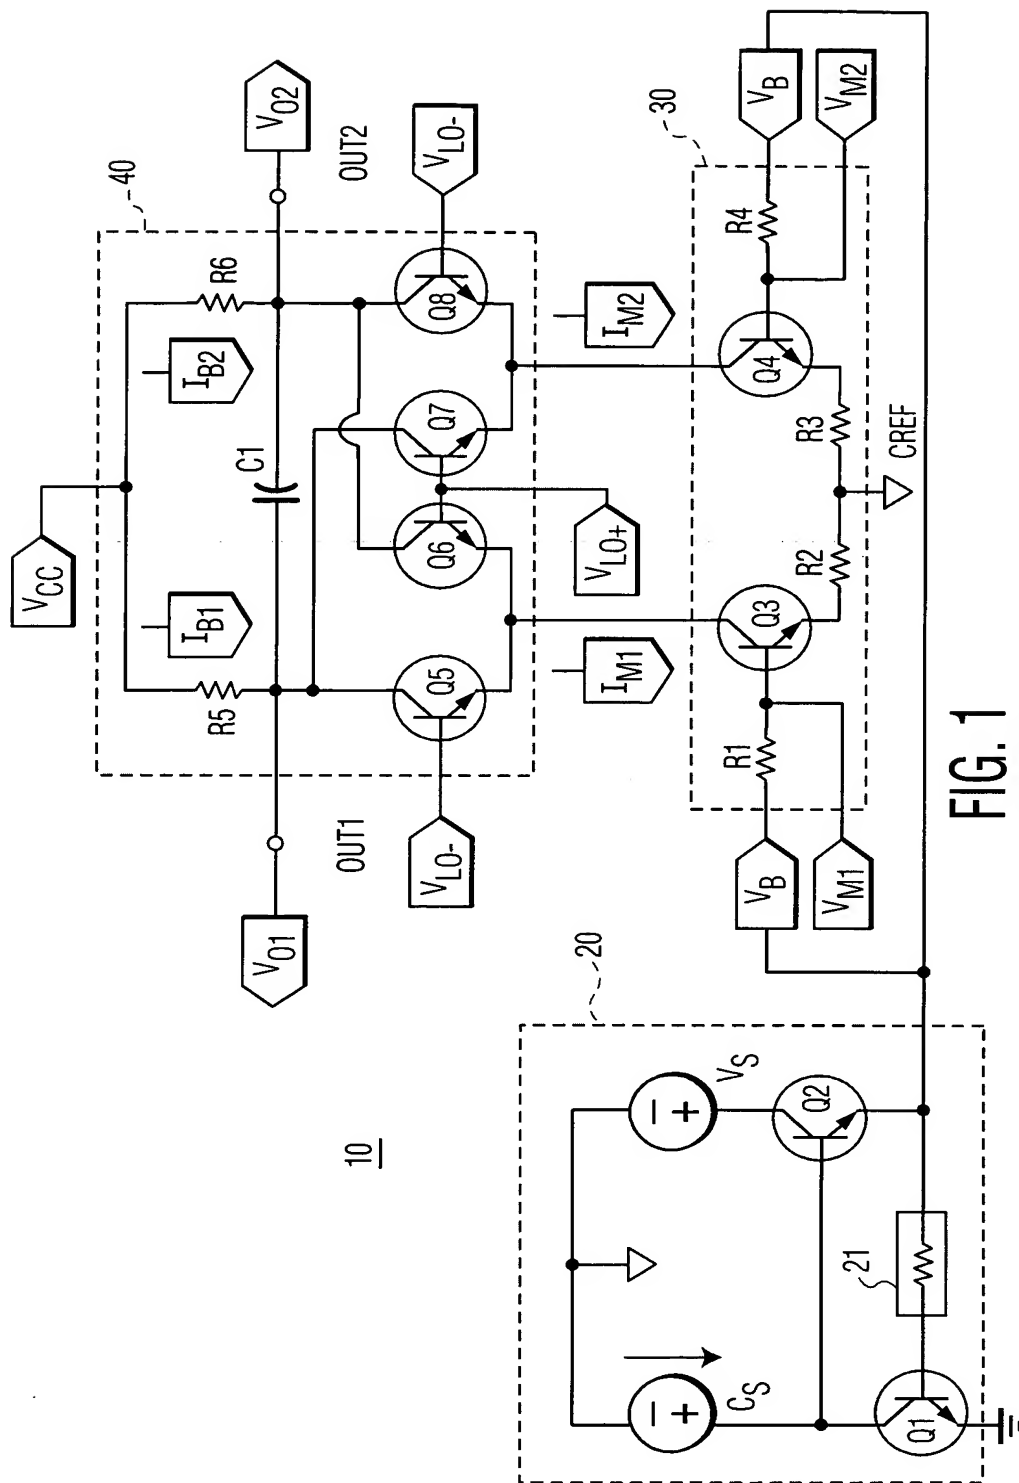 V_CC
40
R5
I_B1
I_B2
R6
C1
V_O1
V_O2
OUT1
OUT2
V_LO-
Q5
Q6
Q7
Q8
V_LO-
V_LO+
I_M1
I_M2
30
V_B
R1
Q3
Q4
R4
V_B
V_M1
R2
R3
V_M2
CREF
10
20
C_S
V_S
Q2
21
Q1
FIG. 1